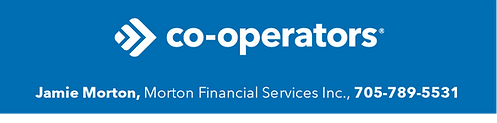 co-operators®
Jamie Morton, Morton Financial Services Inc., 705-789-5531